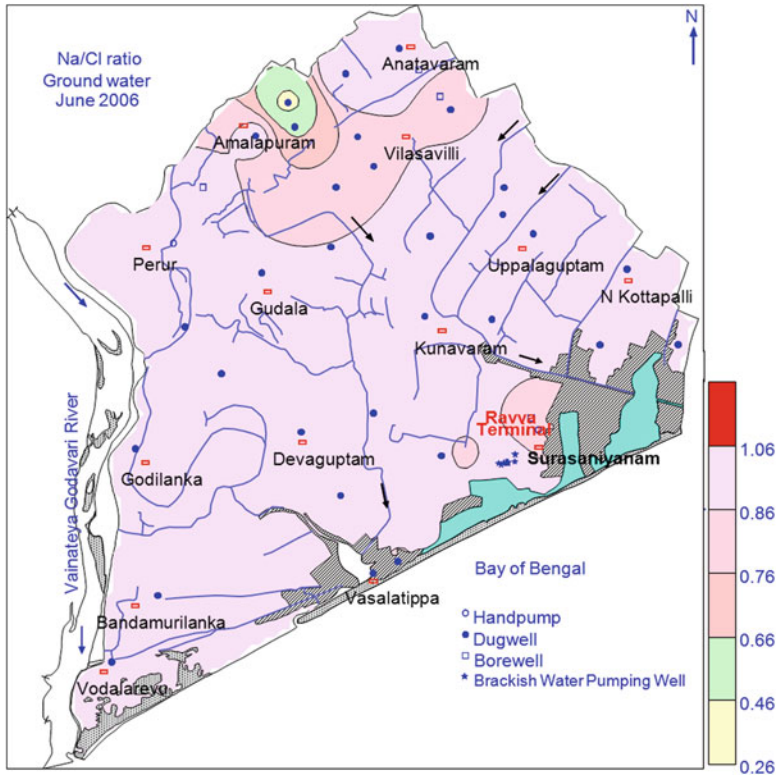 Na/Cl ratio
Ground water
June 2006
N
Anatavaram
Amalapuram
Vilasavilli
Perur
Uppalaguptam
Gudala
N Kottapalli
Kunavaram
Ravva
Terminal
Surasaniyanam
Devaguptam
Godilanka
Vainateya Godavari River
Bay of Bengal
Vasalatippa
Bandamurilanka
Vodalarevu
Handpump
Dugwell
Borewell
Brackish Water Pumping Well
1.06
0.86
0.76
0.66
0.46
0.26